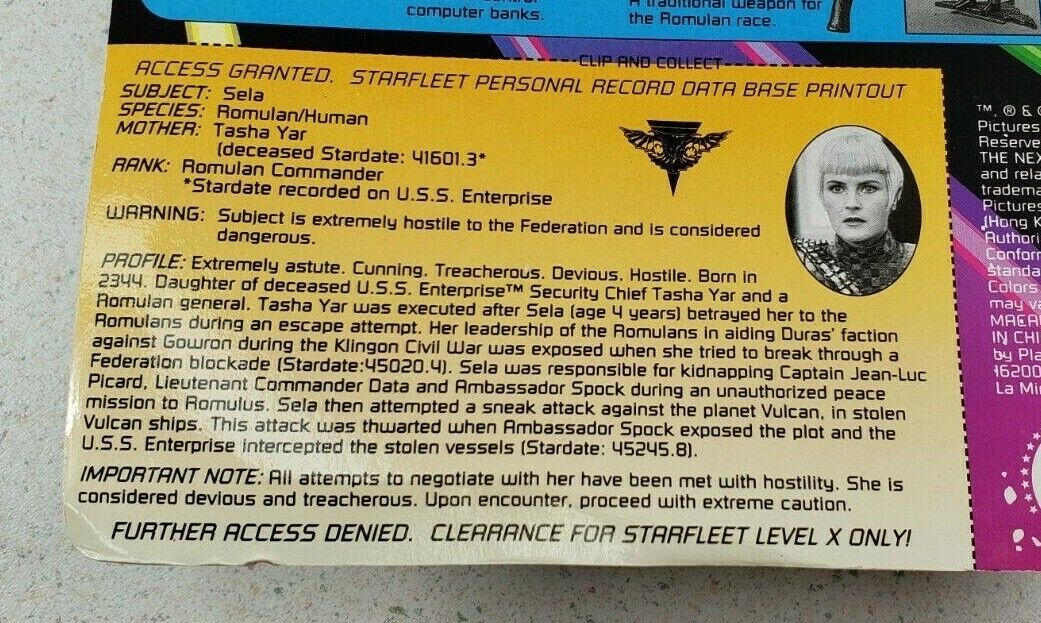 computer banks.
A traditional weapon for
the Romulan race.
CLIP AND COLLECT
ACCESS GRANTED. STARFLEET PERSONAL RECORD DATA BASE PRINTOUT
SUBJECT: Sela
SPECIES: Romulan/Human
MOTHER: Tasha Yar
(deceased Stardate: 41601.3*
RANK: Romulan Commander
*Stardate recorded on U.S.S. Enterprise
WARNING: Subject is extremely hostile to the Federation and is considered
dangerous.
PROFILE: Extremely astute. Cunning. Treacherous. Devious. Hostile. Born in
2344. Daughter of deceased U.S.S. Enterprise™ Security Chief Tasha Yar and a
Romulan general. Tasha Yar was executed after Sela (age 4 years) betrayed her to the
Romulans during an escape attempt. Her leadership of the Romulans in aiding Duras' faction
against Gowron during the Klingon Civil War was exposed when she tried to break through a
Federation blockade (Stardate:45020.4). Sela was responsible for kidnapping Captain Jean-Luc
Picard, Lieutenant Commander Data and Ambassador Spock during an unauthorized peace
mission to Romulus. Sela then attempted a sneak attack against the planet Vulcan, in stolen
Vulcan ships. This attack was thwarted when Ambassador Spock exposed the plot and the
U.S.S. Enterprise intercepted the stolen vessels (Stardate: 45245.8).
IMPORTANT NOTE: All attempts to negotiate with her have been met with hostility. She is
considered devious and treacherous. Upon encounter, proceed with extreme caution.
FURTHER ACCESS DENIED. CLEARANCE FOR STARFLEET LEVEL X ONLY!
™, ® &
Pictures
Reserve
THE NEX
and rela
tradema
Pictures
(Hong K
Authori
Conform
standa
Colors
may va
MACAU
IN CHI
by Pla
16200
La Mir